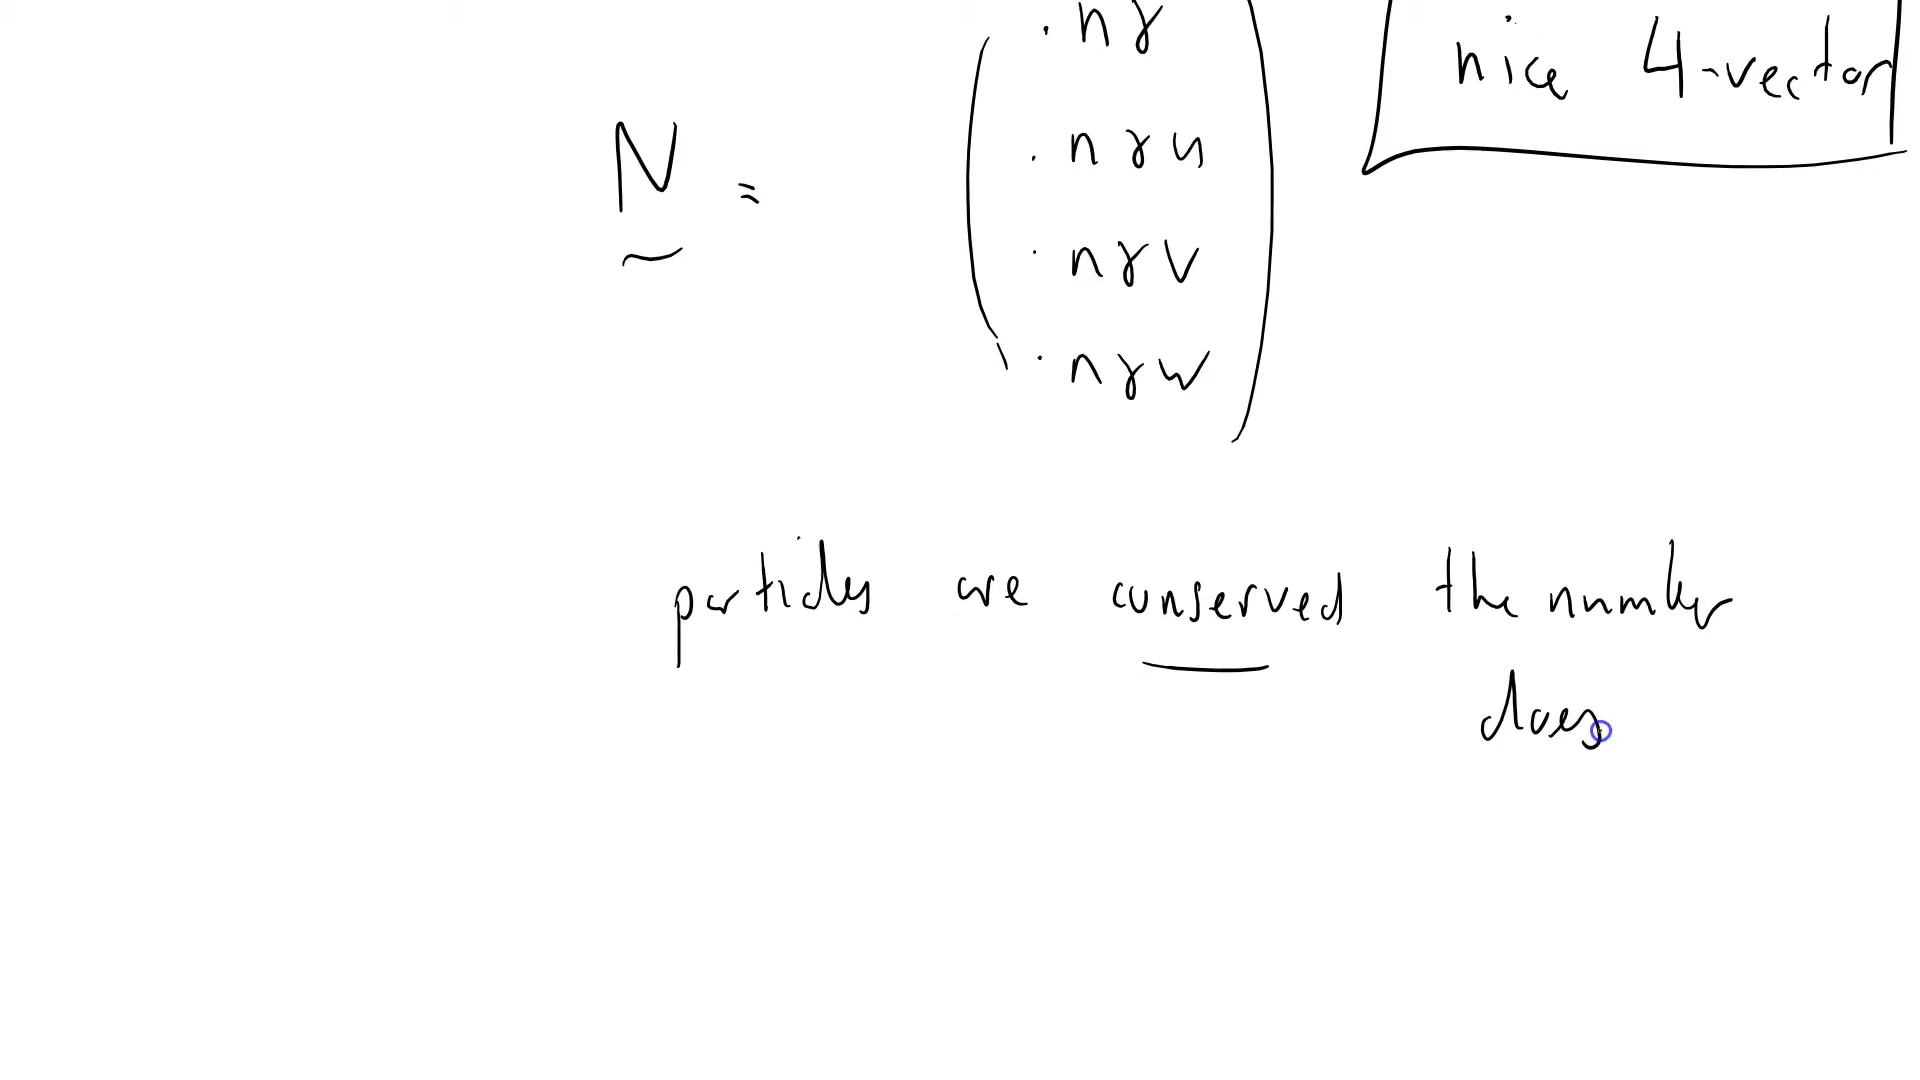 nγ
nice 4-vector
N = nγu
nγv
nγw
particles are conserved the number
does